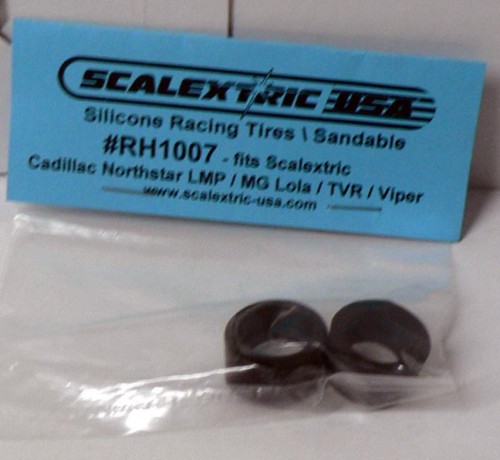 SCALEXTRIC USA
Silicone Racing Tires \ Sandable
#RH1007 - fits Scalextric
Cadillac Northstar LMP / MG Lola / TVR / Viper
www.scalextric-usa.com